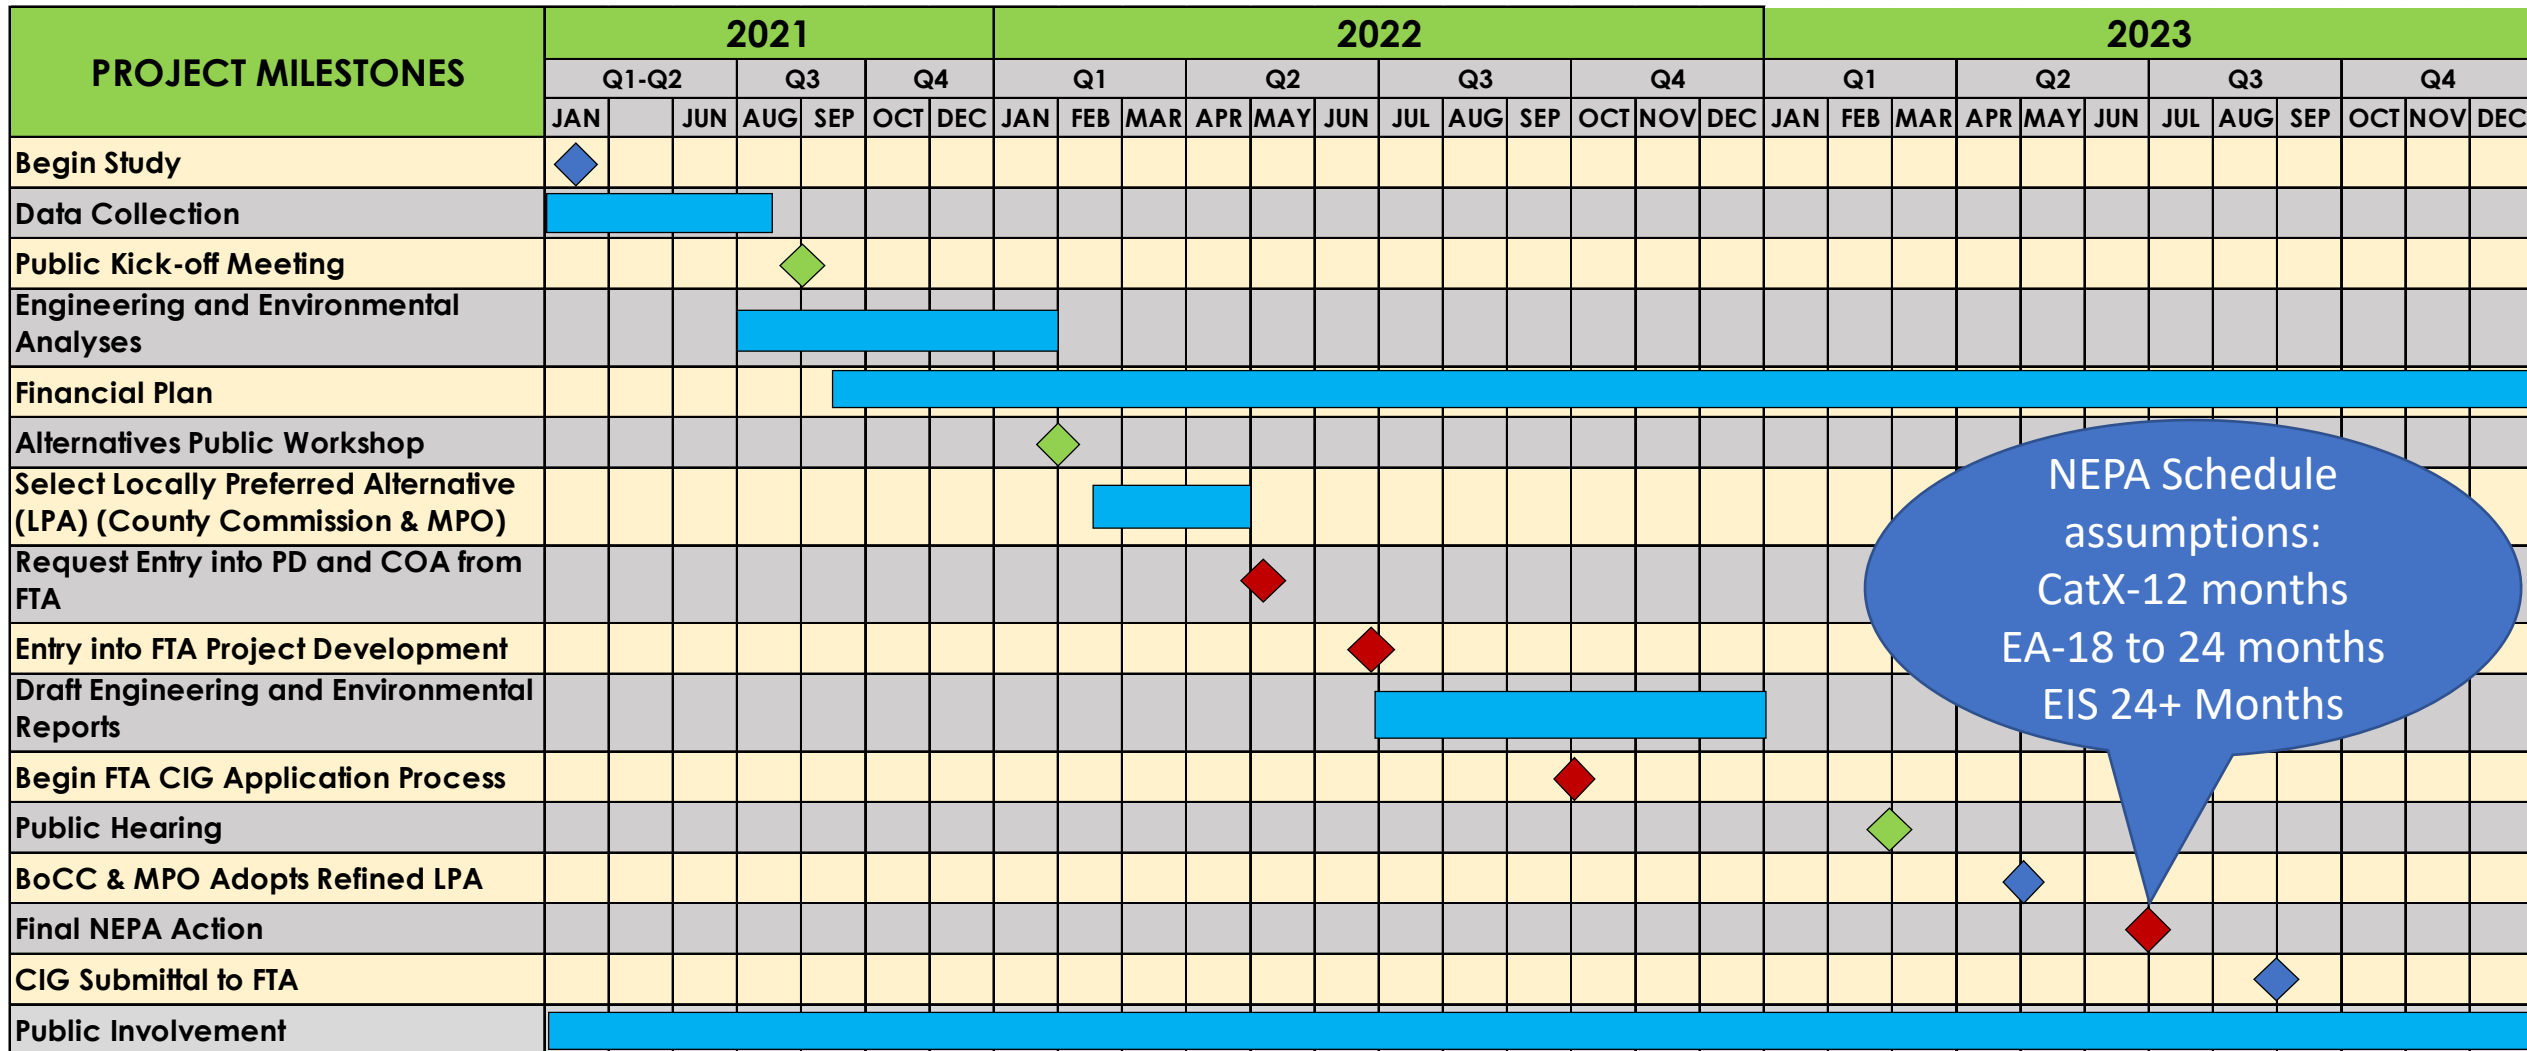 PROJECT MILESTONES
2021 2022 2023
Q1-Q2 Q3 Q4 Q1 Q2 Q3 Q4 Q1 Q2 Q3 Q4
JAN JUN AUG SEP OCT DEC JAN FEB MAR APR MAY JUN JUL AUG SEP OCT NOV DEC JAN FEB MAR APR MAY JUN JUL AUG SEP OCT NOV DEC
Begin Study
Data Collection
Public Kick-off Meeting
Engineering and Environmental
Analyses
Financial Plan
Alternatives Public Workshop
Select Locally Preferred Alternative
(LPA) (County Commission & MPO)
Request Entry into PD and COA from
FTA
Entry into FTA Project Development
Draft Engineering and Environmental
Reports
Begin FTA CIG Application Process
Public Hearing
BoCC & MPO Adopts Refined LPA
Final NEPA Action
CIG Submittal to FTA
Public Involvement
NEPA Schedule
assumptions:
CatX-12 months
EA-18 to 24 months
EIS 24+ Months